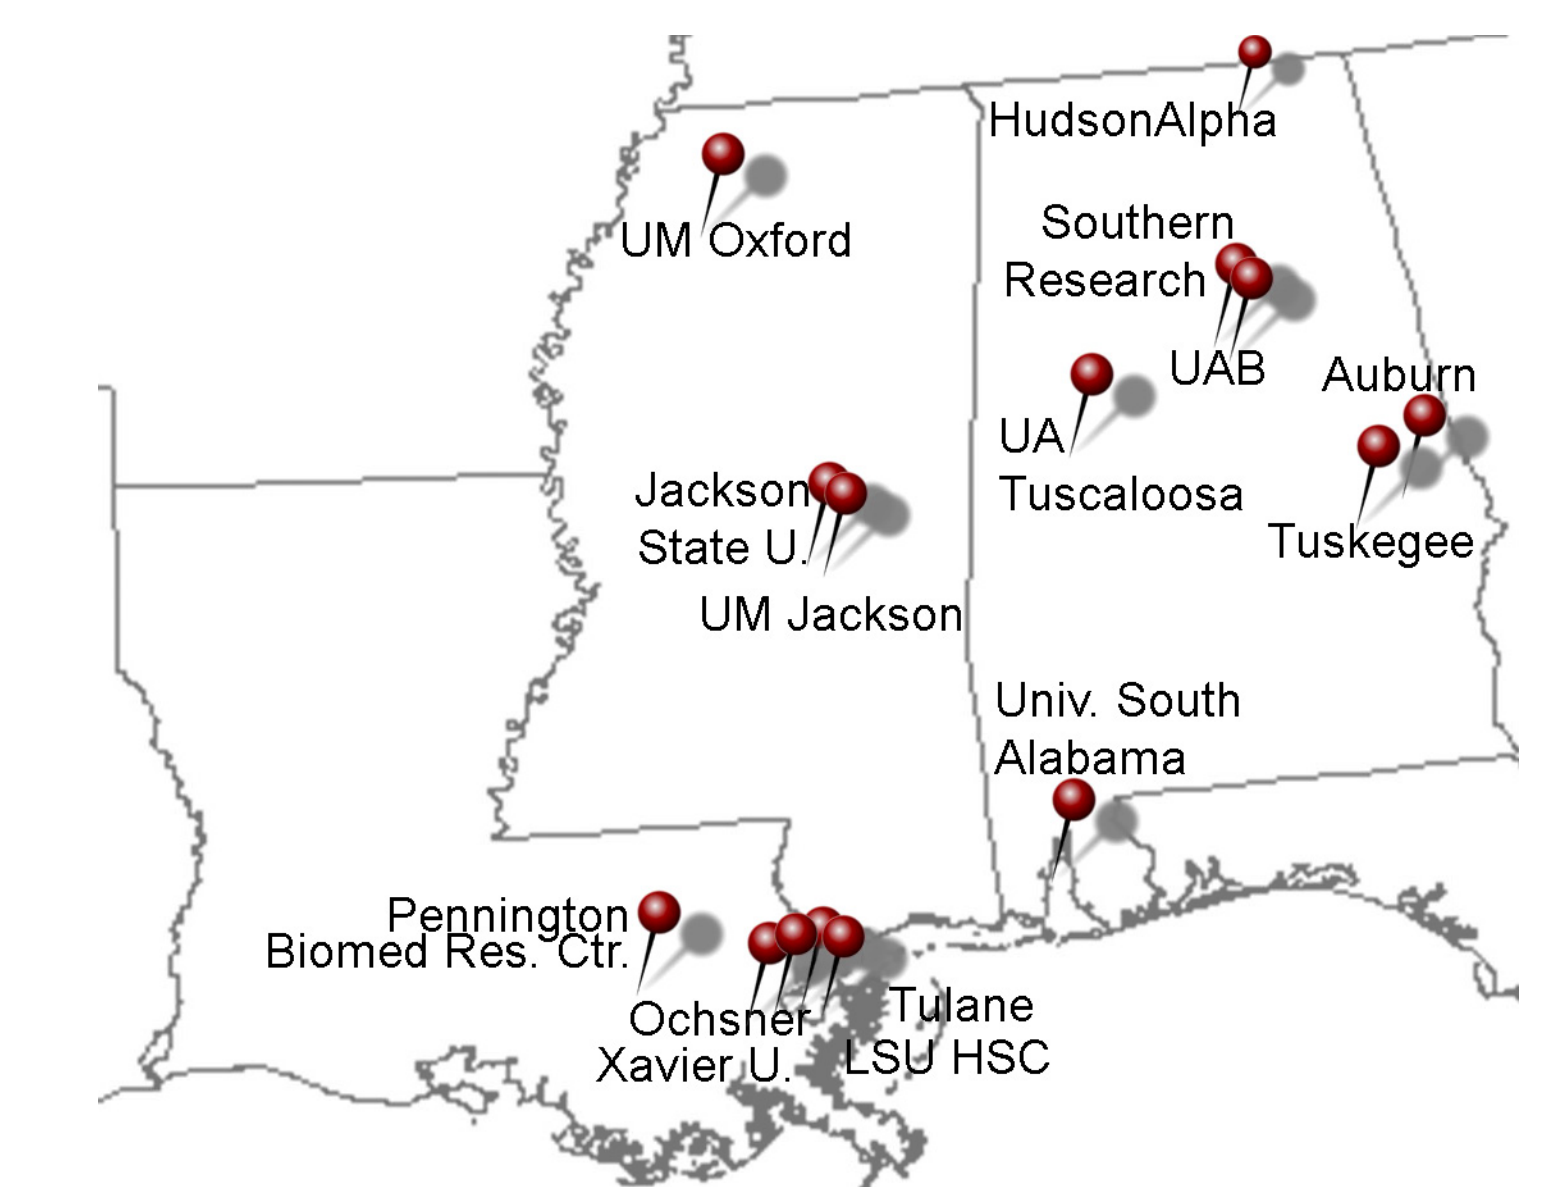 HudsonAlpha
UM Oxford
Southern
Research
UAB
Auburn
UA
Tuscaloosa
Jackson
State U.
Tuskegee
UM Jackson
Univ. South
Alabama
Pennington
Biomed Res. Ctr.
Ochsner
Xavier U.
Tulane
LSU HSC